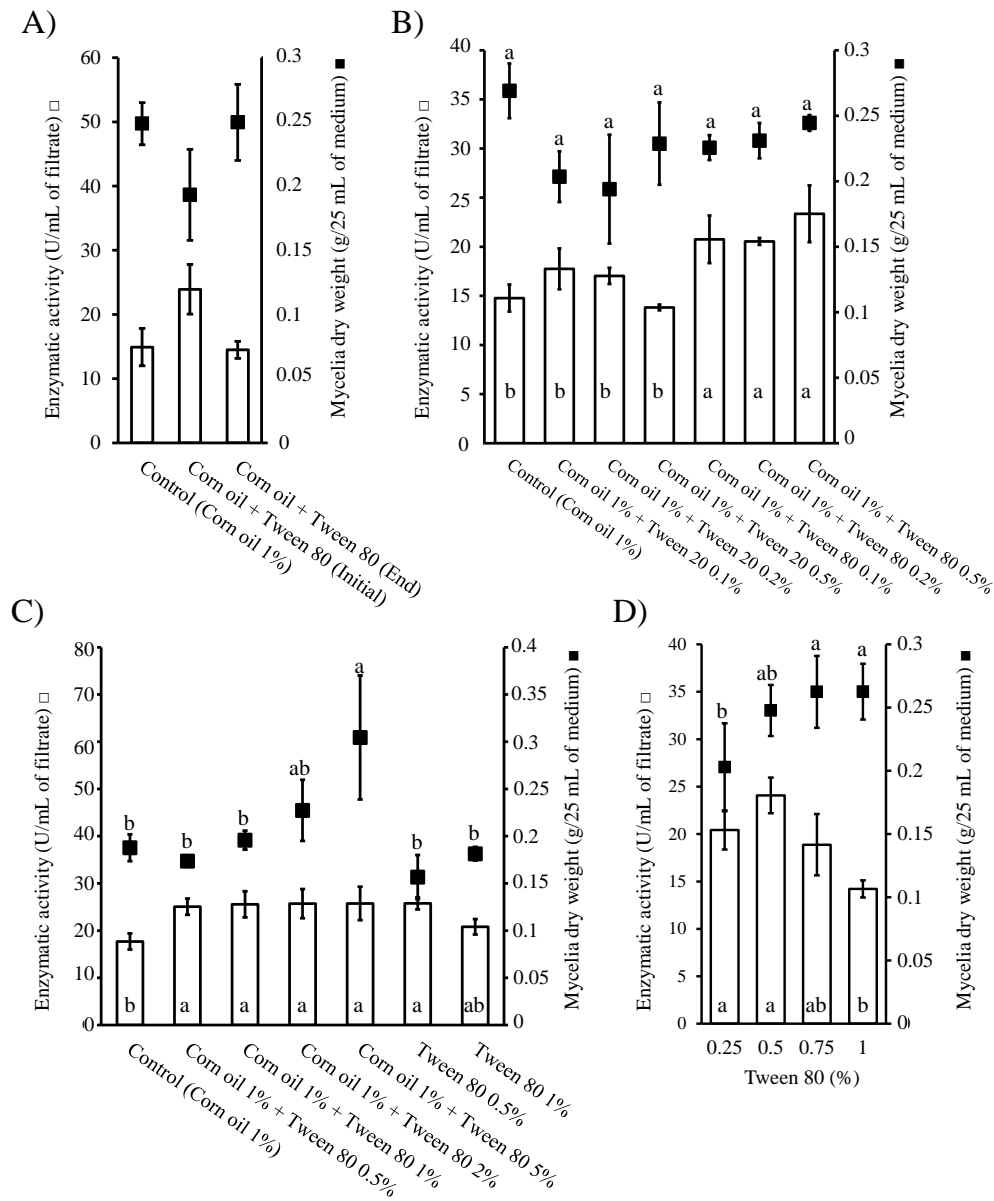 A)
Enzymatic activity (U/mL of filtrate) □
60
50
40
30
20
10
0
0.3
0.25
0.2
0.15
0.1
0.05
0
Mycelia dry weight (g/25 mL of medium) ■
Control (Corn oil 1%)
Corn oil + Tween 80 (Initial)
Corn oil + Tween 80 (End)
B)
Enzymatic activity (U/mL of filtrate) □
40
35
30
25
20
15
10
5
0
a
a
a
a
a
a
a
b
b
b
b
a
a
a
0.3
0.25
0.2
0.15
0.1
0.05
0
Mycelia dry weight (g/25 mL of medium) ■
Control (Corn oil 1%)
Corn oil 1% + Tween 20 0.1%
Corn oil 1% + Tween 20 0.2%
Corn oil 1% + Tween 20 0.5%
Corn oil 1% + Tween 80 0.1%
Corn oil 1% + Tween 80 0.2%
Corn oil 1% + Tween 80 0.5%
C)
Enzymatic activity (U/mL of filtrate) □
80
70
60
50
40
30
20
10
0
b
b
b
ab
a
b
b
b
a
a
a
a
a
ab
0.4
0.35
0.3
0.25
0.2
0.15
0.1
0.05
0
Mycelia dry weight (g/25 mL of medium) ■
Control (Corn oil 1%)
Corn oil 1% + Tween 80 0.5%
Corn oil 1% + Tween 80 1%
Corn oil 1% + Tween 80 2%
Corn oil 1% + Tween 80 5%
Tween 80 0.5%
Tween 80 1%
D)
Enzymatic activity (U/mL of filtrate) □
40
35
30
25
20
15
10
5
0
b
ab
a
a
a
a
ab
b
0.3
0.25
0.2
0.15
0.1
0.05
0
Mycelia dry weight (g/25 mL of medium) ■
0.25 0.5 0.75 1
Tween 80 (%)